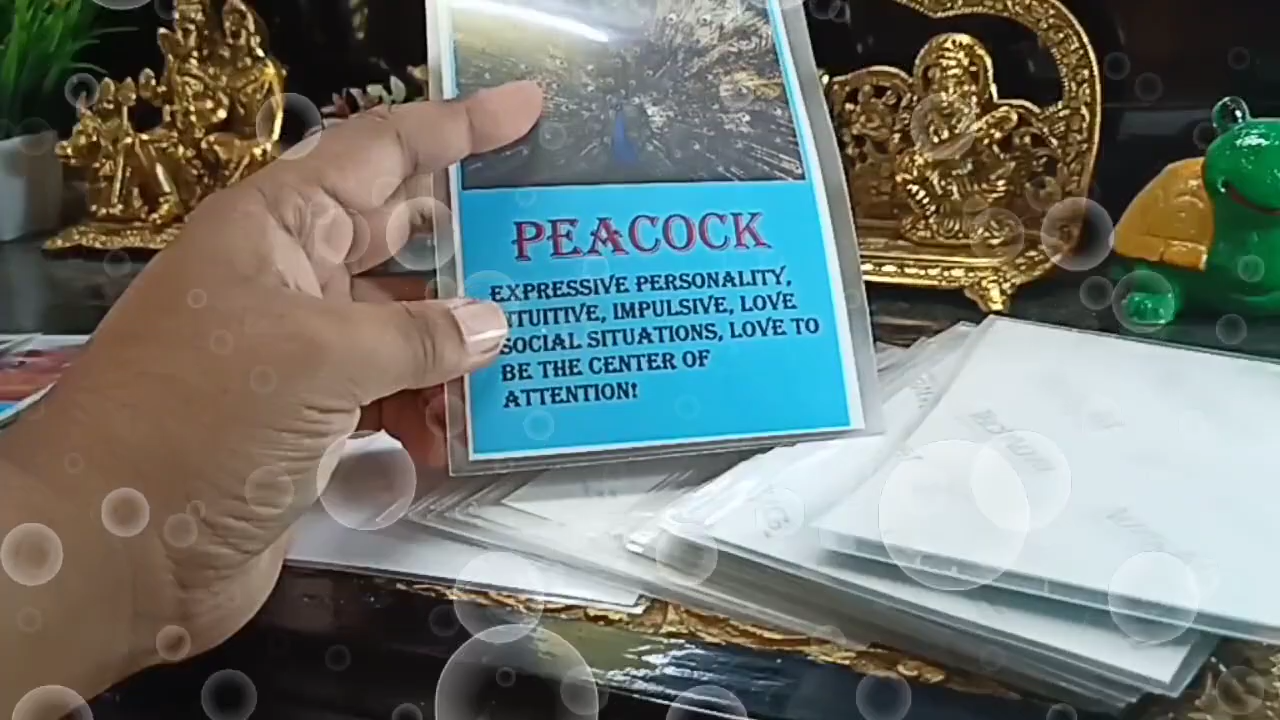 PEACOCK
EXPRESSIVE PERSONALITY,
IMPULSIVE, LOVE
SOCIAL SITUATIONS, LOVE TO
BE THE CENTER OF
ATTENTION!